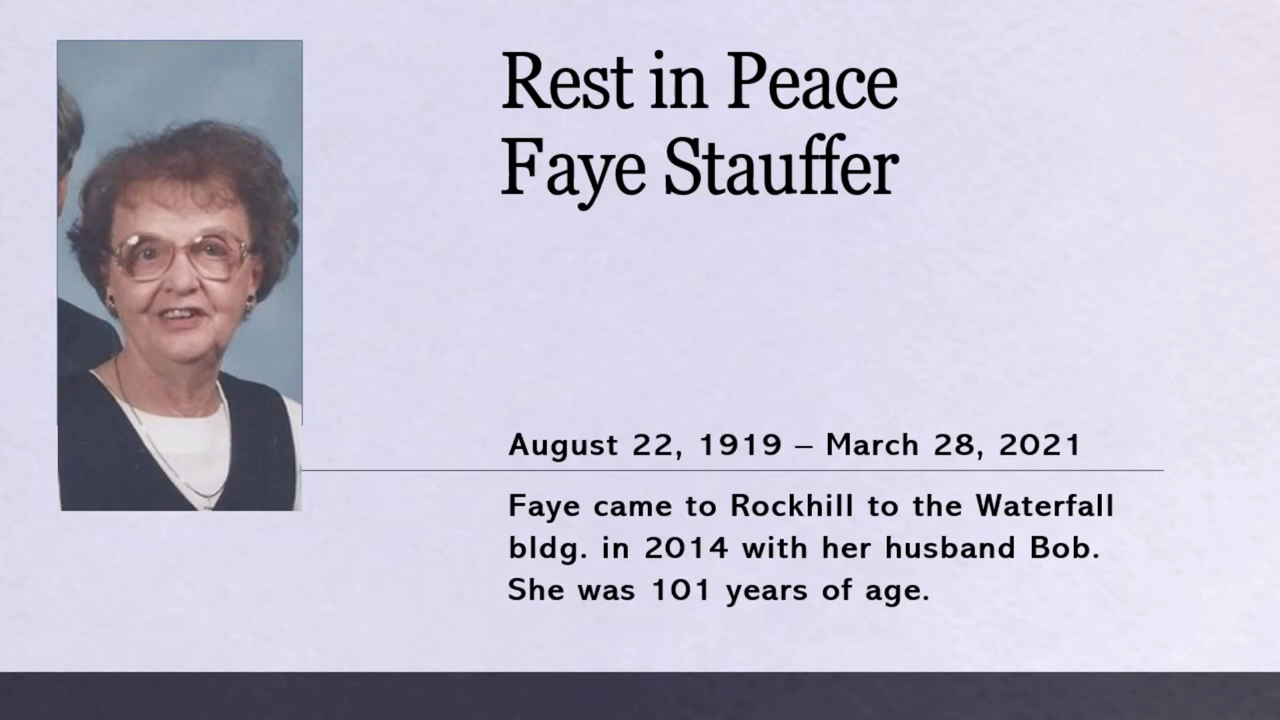 Rest in Peace
Faye Stauffer
August 22, 1919 – March 28, 2021
Faye came to Rockhill to the Waterfall
bldg. in 2014 with her husband Bob.
She was 101 years of age.